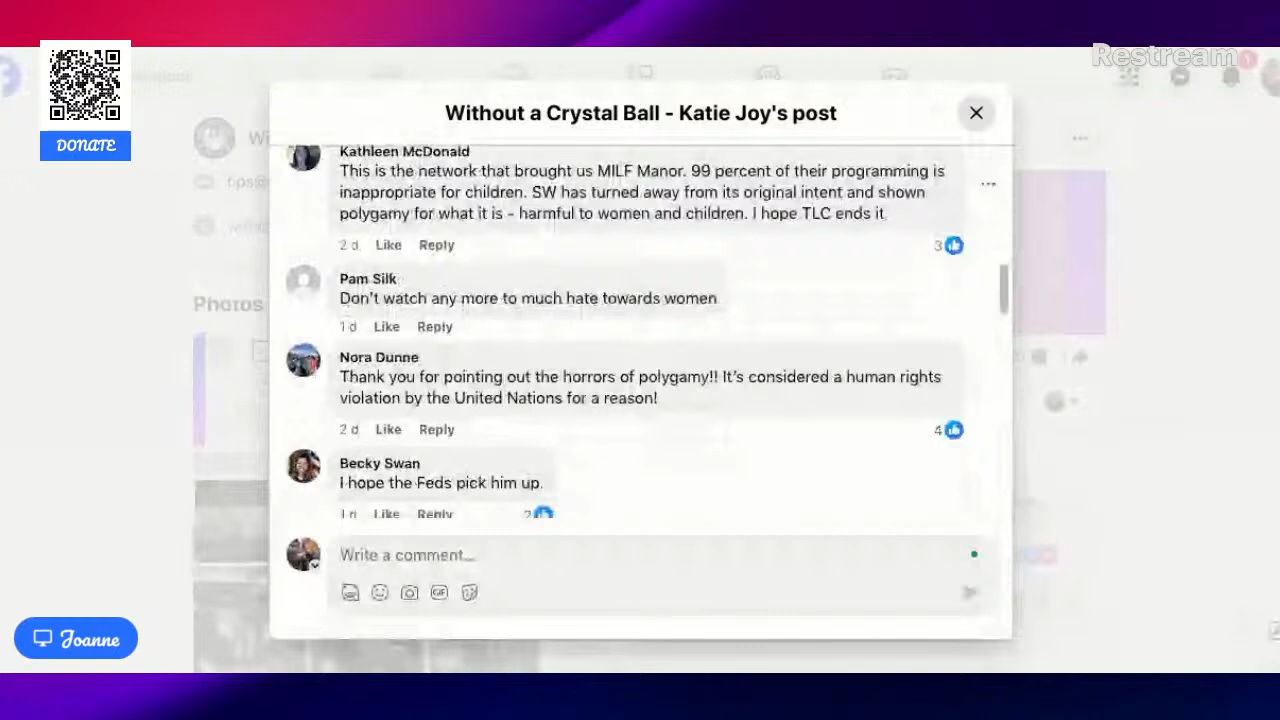 Restream
DONATE
Without a Crystal Ball - Katie Joy's post
Kathleen McDonald
This is the network that brought us MILF Manor. 99 percent of their programming is
inappropriate for children. SW has turned away from its original intent and shown
polygamy for what it is - harmful to women and children. I hope TLC ends it
2 d Like Reply
3
Pam Silk
Don't watch any more to much hate towards women
1 d Like Reply
Photos
Nora Dunne
Thank you for pointing out the horrors of polygamy!! It's considered a human rights
violation by the United Nations for a reason!
2 d Like Reply
4
Becky Swan
I hope the Feds pick him up.
Like Reply
2
Write a comment...
GIF
Joanne